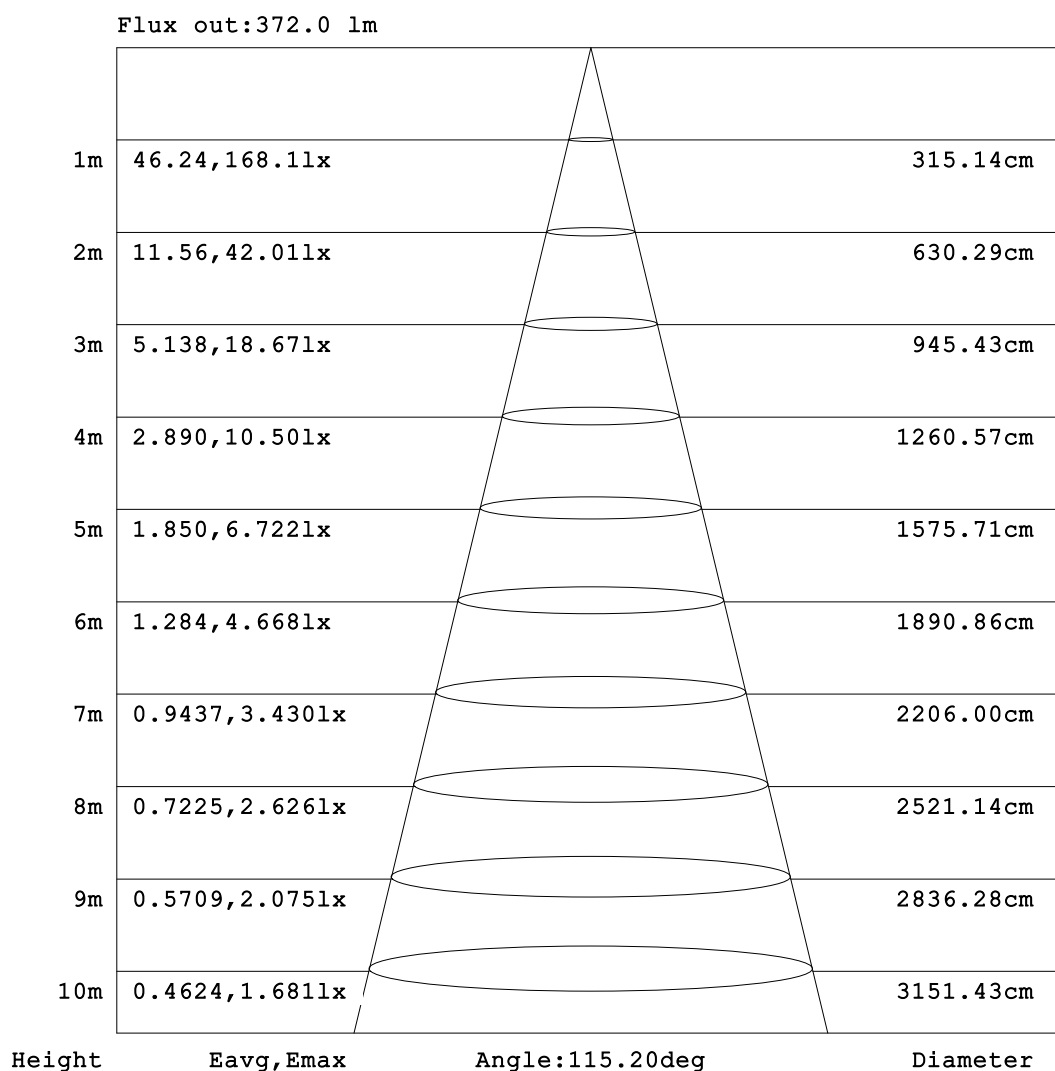 Flux out:372.0 lm
1m 46.24,168.1lx 315.14cm
2m 11.56,42.01lx 630.29cm
3m 5.138,18.67lx 945.43cm
4m 2.890,10.50lx 1260.57cm
5m 1.850,6.722lx 1575.71cm
6m 1.284,4.668lx 1890.86cm
7m 0.9437,3.430lx 2206.00cm
8m 0.7225,2.626lx 2521.14cm
9m 0.5709,2.075lx 2836.28cm
10m 0.4624,1.681lx 3151.43cm
Height Eavg,Emax Angle:115.20deg Diameter